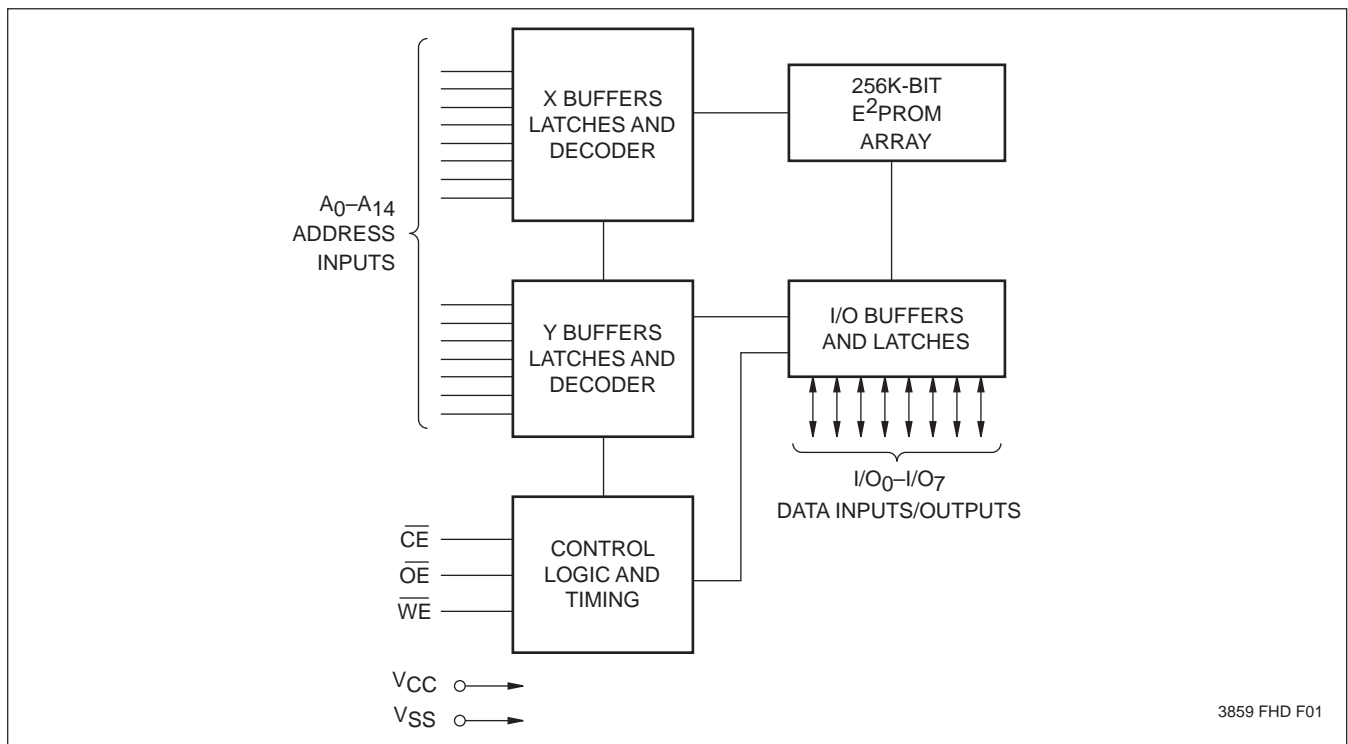 X BUFFERS
LATCHES AND
DECODER
256K-BIT
E2PROM
ARRAY
A0–A14
ADDRESS
INPUTS
Y BUFFERS
LATCHES AND
DECODER
I/O BUFFERS
AND LATCHES
I/O0–I/O7
DATA INPUTS/OUTPUTS
CE
OE
WE
CONTROL
LOGIC AND
TIMING
VCC
VSS
3859 FHD F01